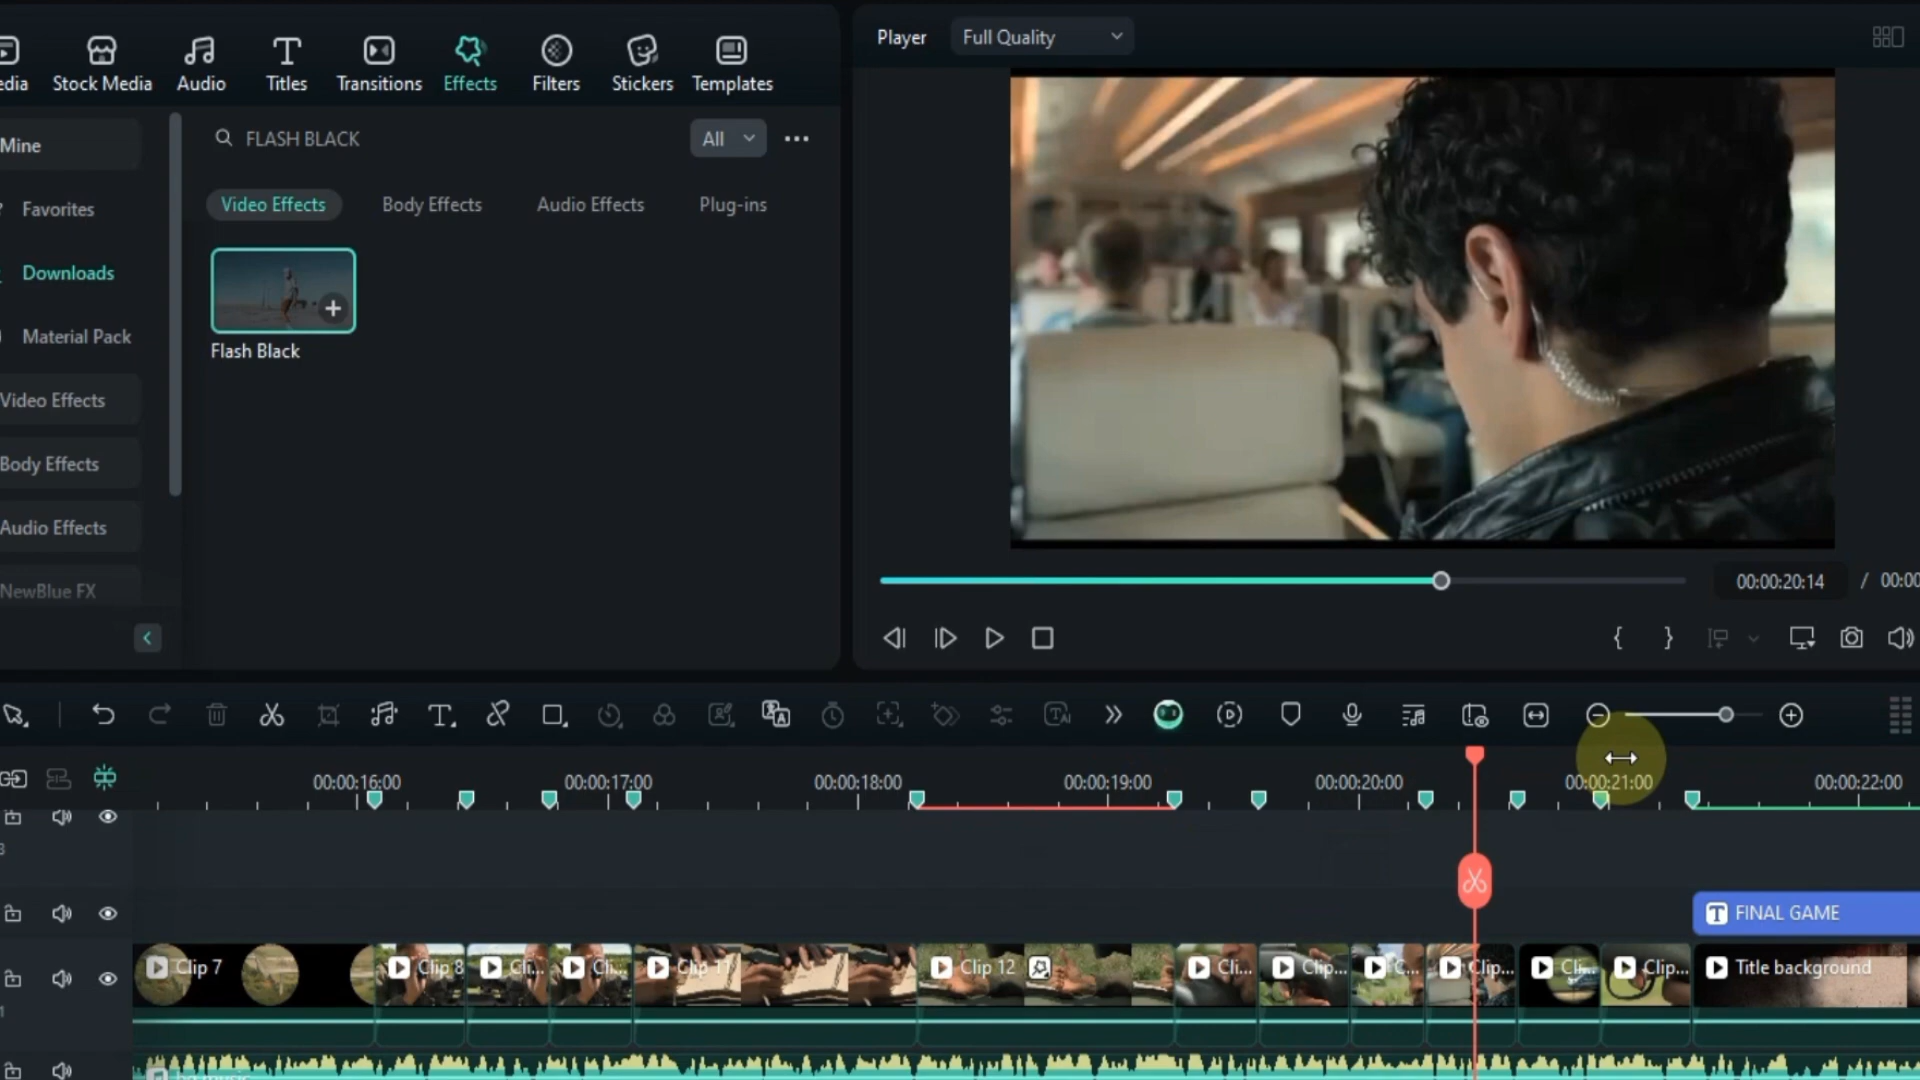 edia
Stock Media
Audio
Titles
Transitions
Effects
Filters
Stickers
Templates
Player
Full Quality
Mine
FLASH BLACK
All
Favorites
Video Effects
Body Effects
Audio Effects
Plug-ins
Downloads
Material Pack
Flash Black
Video Effects
Body Effects
Audio Effects
NewBlue FX
00:00:20:14
/ 00:00
00:00:16:00
00:00:17:00
00:00:18:00
00:00:19:00
00:00:20:00
00:00:21:00
00:00:22:00
3
FINAL GAME
Clip 7
Clip 8
Cli...
Cli...
Clip 11
Clip 12
Cli...
Clip...
C...
Clip...
Cli...
Clip...
Title background
1